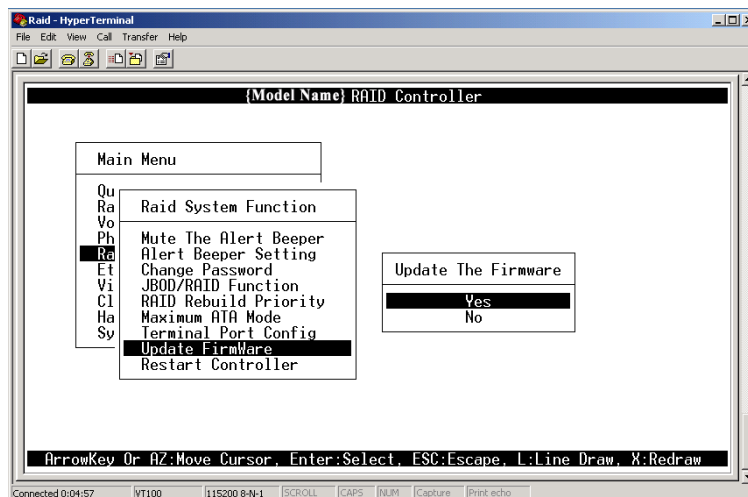 Raid - HyperTerminal
File Edit View Call Transfer Help
{Model Name} RAID Controller
Main Menu
Qu
Ra
Vo
Ph
Ra
Et
Vi
Cl
Ha
Sy
Raid System Function
Mute The Alert Beeper
Alert Beeper Setting
Change Password
JBOD/RAID Function
RAID Rebuild Priority
Maximum ATA Mode
Terminal Port Config
Update FirmWare
Restart Controller
Update The Firmware
Yes
No
ArrowKey Or AZ:Move Cursor, Enter:Select, ESC:Escape, L:Line Draw, X:Redraw
Connected 0:04:57 VT100 115200 8-N-1 SCROLL CAPS NUM Capture Print echo